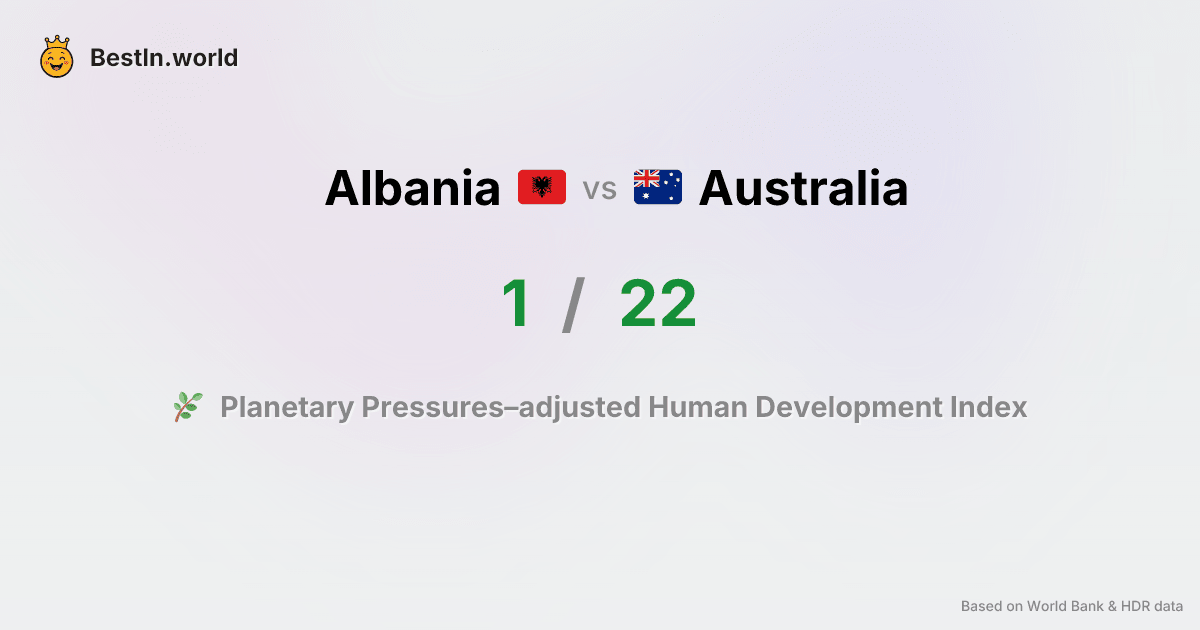 BestIn.world
Albania vs Australia
1 / 22
Planetary Pressures–adjusted Human Development Index
Based on World Bank & HDR data